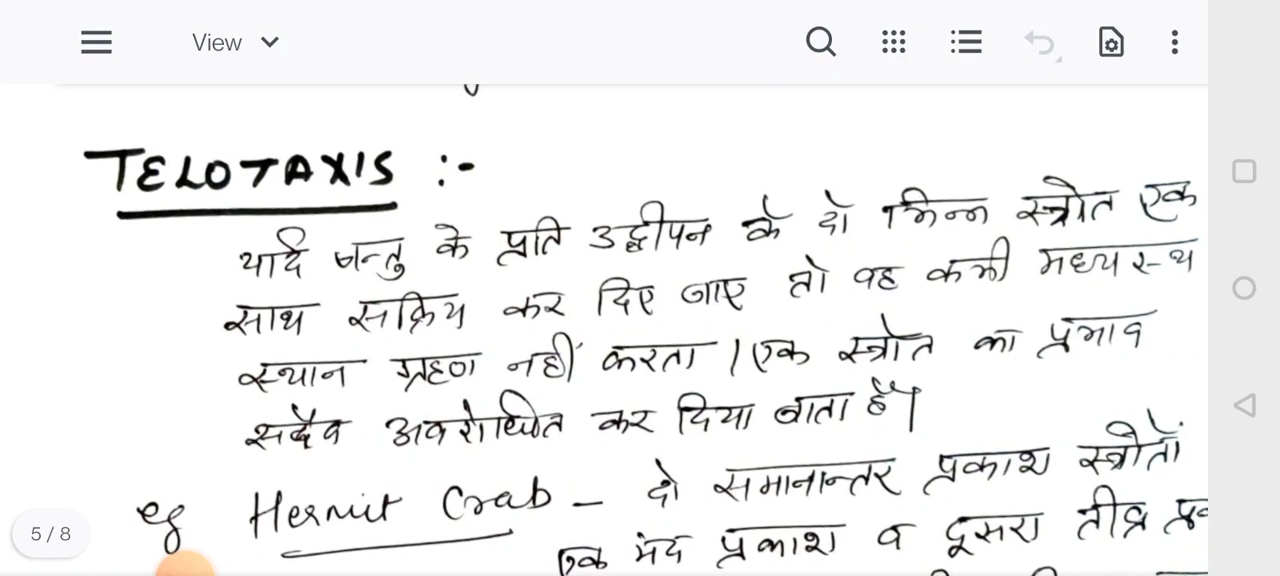 View
TELOTAXIS :-
यदि जन्तु के प्रति उद्दीपन के दो भिन्न स्त्रोत एक
साथ सक्रिय कर दिए जाए तो वह कभी मध्यस्थ
स्थान ग्रहण नहीं करता । एक स्त्रोत का प्रभाव
सदैव अवरोधित कर दिया जाता है।
eg Hermit Crab - दो समानान्तर प्रकाश स्त्रोतों
एक मंद प्रकाश व दूसरा तीव्र
5 / 8